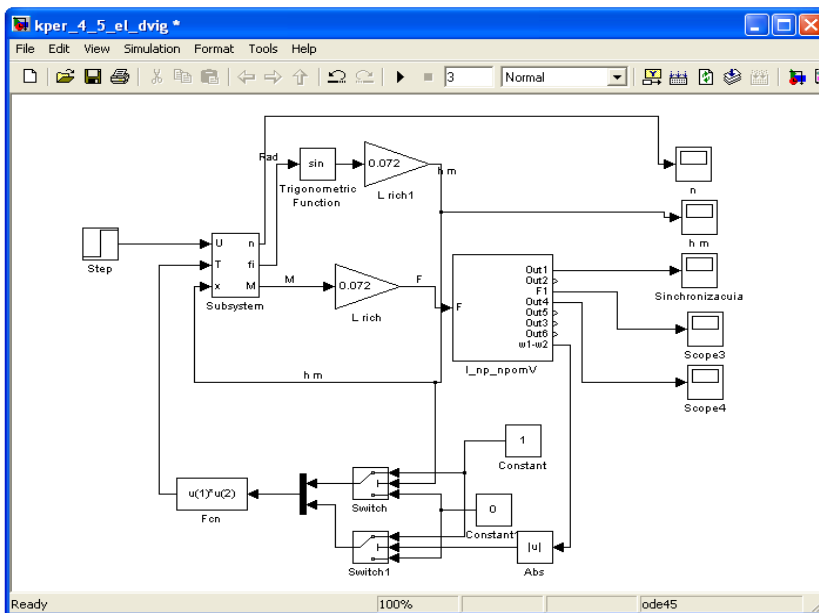 kper_4_5_el_dvig *
File Edit View Simulation Format Tools Help
3 Normal
Rad
sin
Trigonometric
Function
0.072
L rich1
h m
n
h m
Step
U n
T fi
x M
Subsystem
M
0.072
L rich
F
F
Out1
Out2
F1
Out4
Out5
Out3
Out6
w1-w2
I_np_npomV
Sinchronizacuia
Scope3
Scope4
h m
1
Constant
u(1)*u(2)
Fcn
Switch
0
Constant1
Switch1
|u|
Abs
Ready 100% ode45